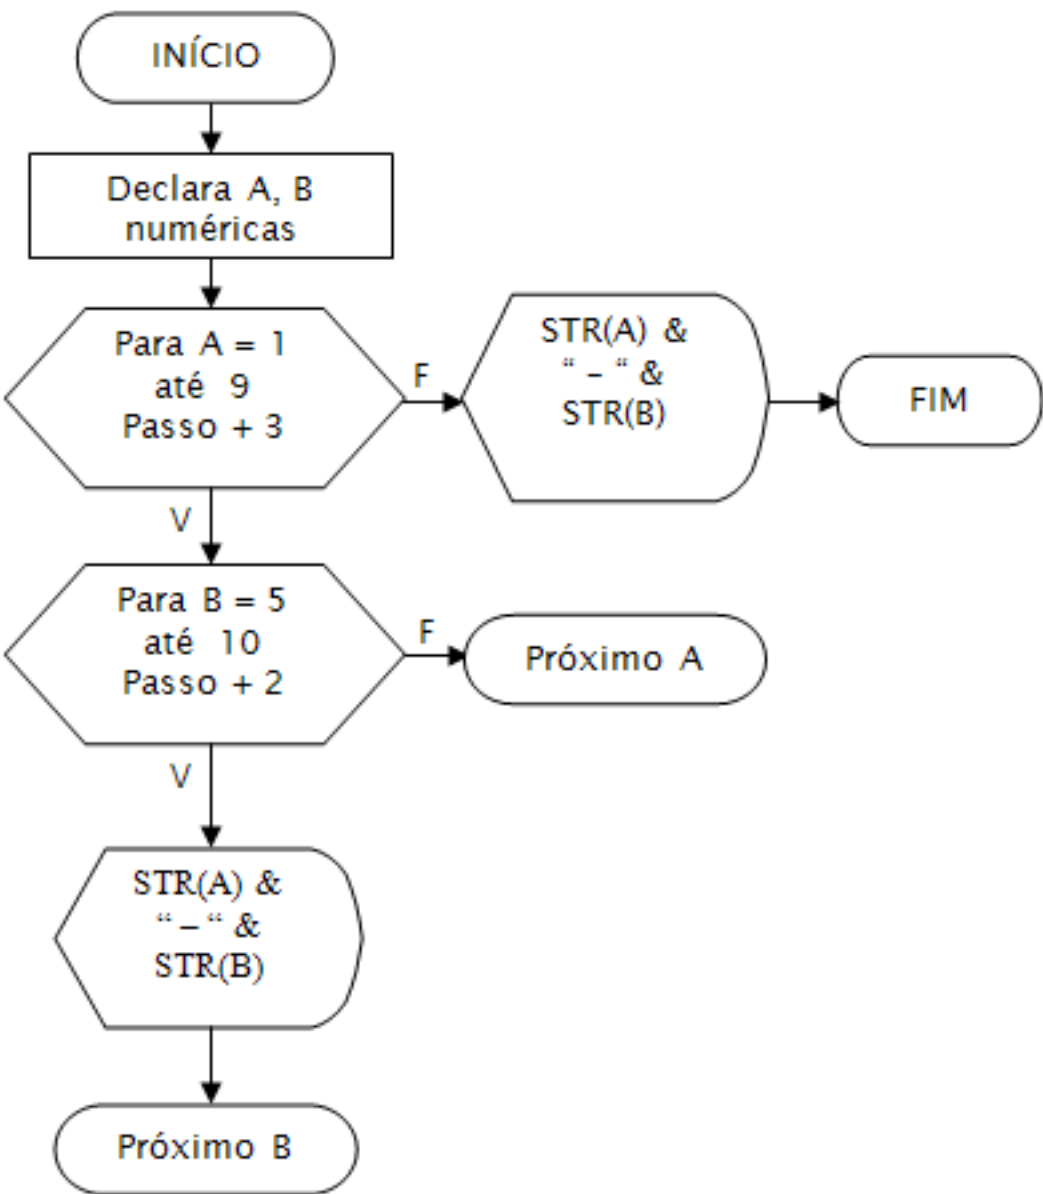 INÍCIO
Declara A, B
numéricas
Para A = 1
até 9
Passo + 3
F
STR(A) &
“ – “ &
STR(B)
FIM
V
Para B = 5
até 10
Passo + 2
F
Próximo A
V
STR(A) &
“ – “ &
STR(B)
Próximo B